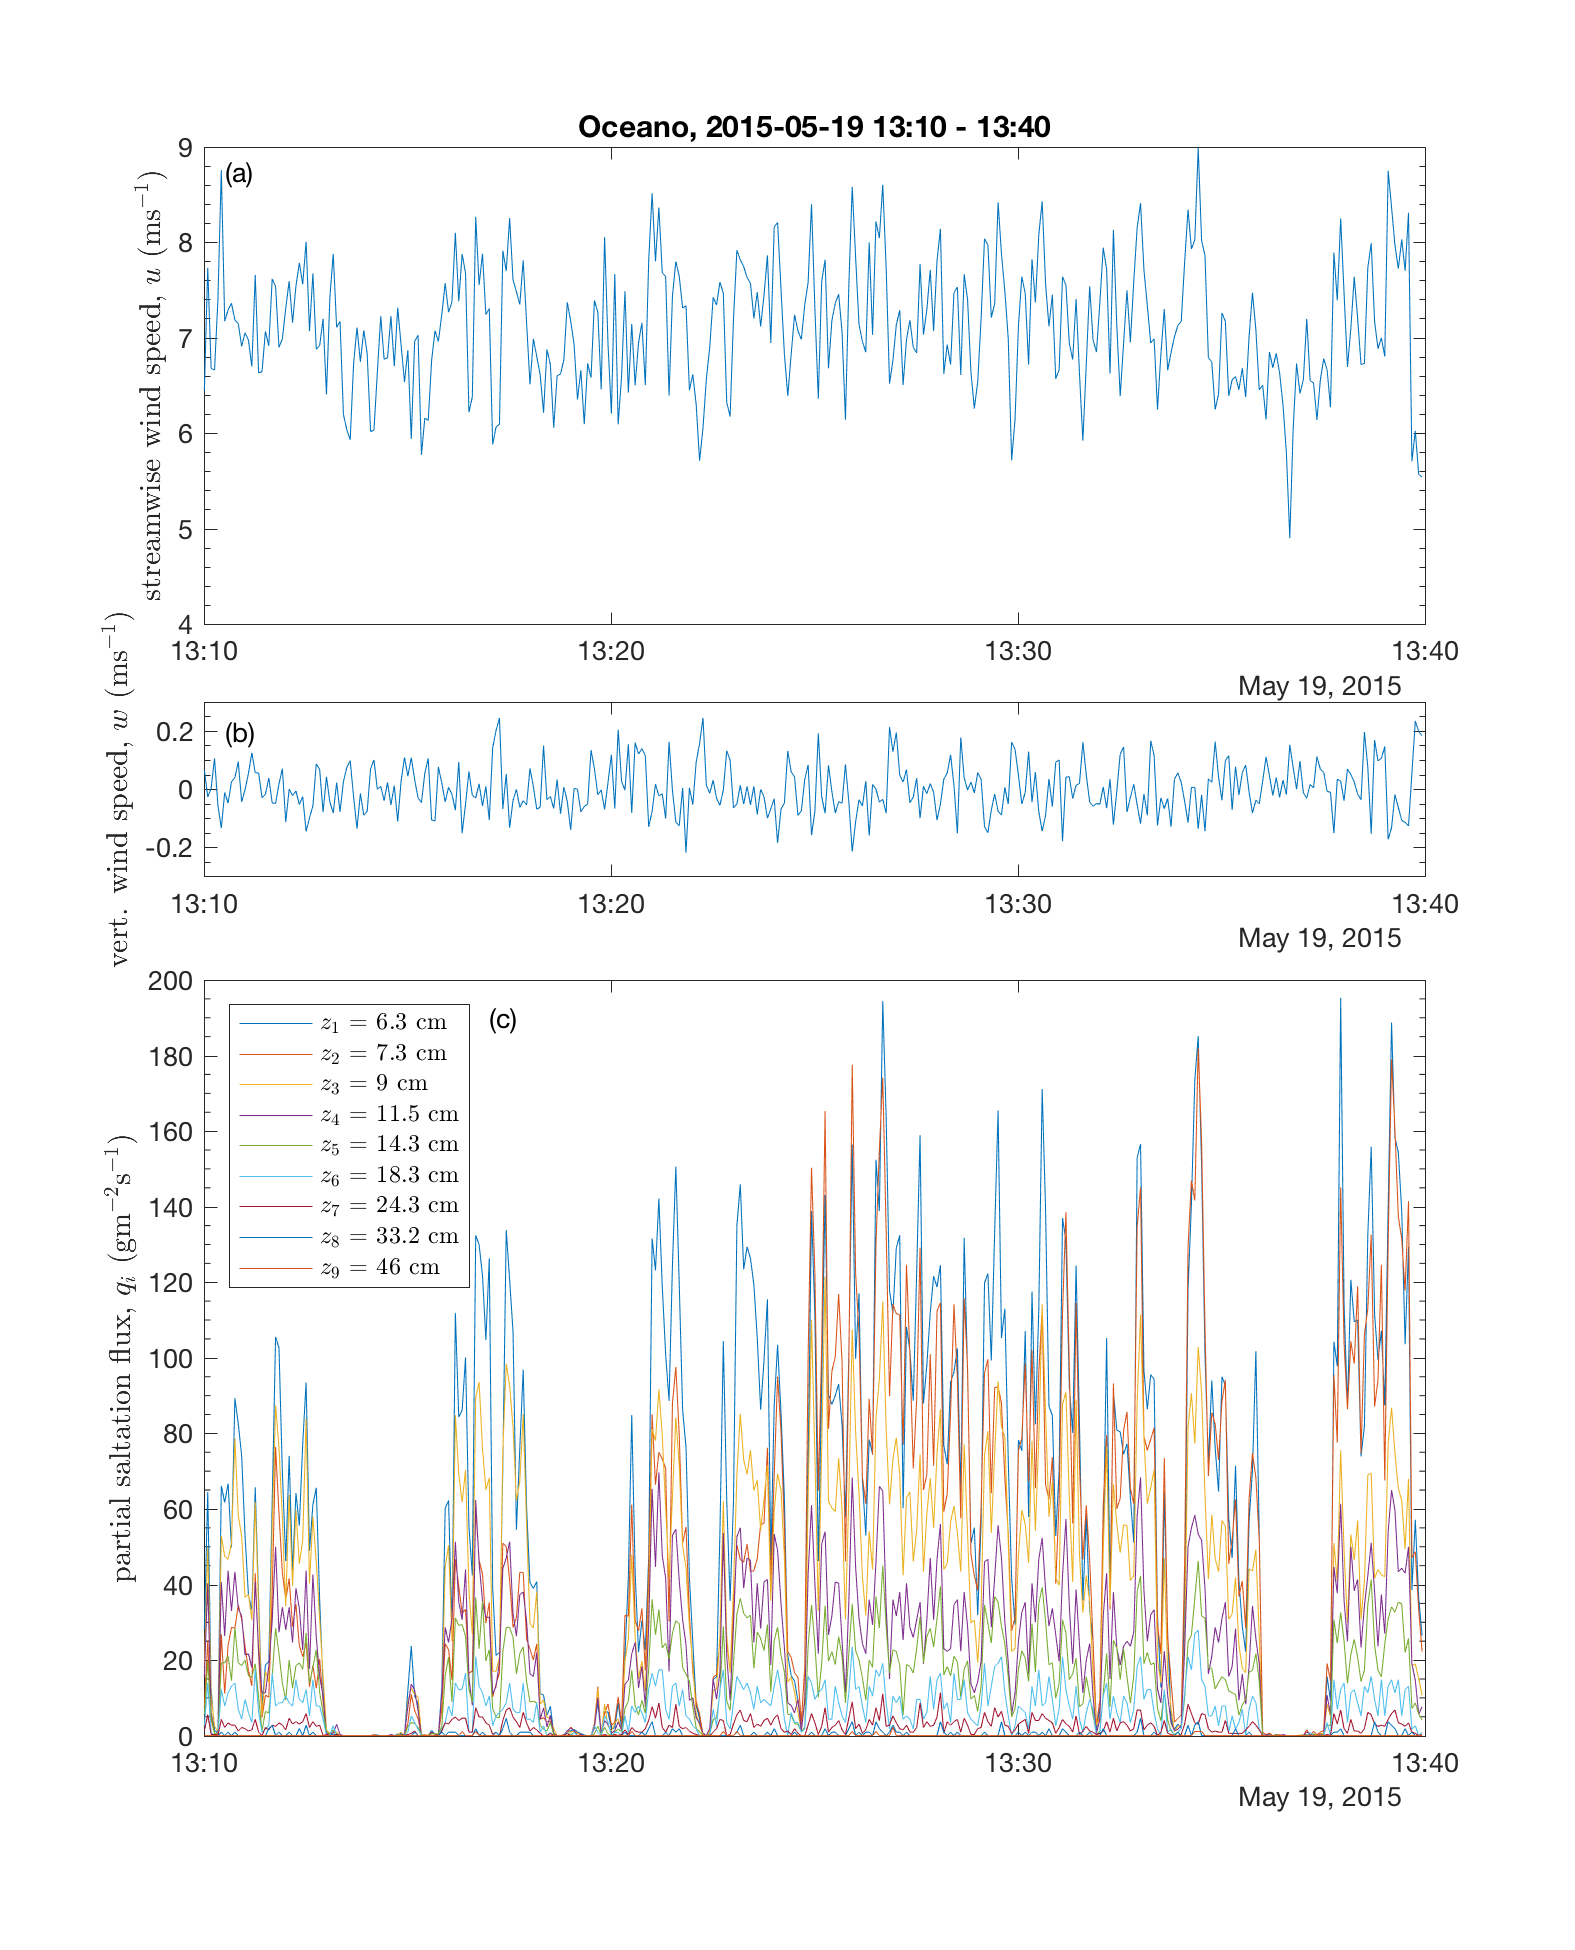 Oceano, 2015-05-19 13:10 - 13:40
(a)
streamwise wind speed, u (ms⁻¹)
9
8
7
6
5
4
13:10 13:20 13:30 13:40
May 19, 2015
(b)
vert. wind speed, w (ms⁻¹)
0.2
0
-0.2
13:10 13:20 13:30 13:40
May 19, 2015
(c)
partial saltation flux, qᵢ (gm⁻²s⁻¹)
200
180
160
140
120
100
80
60
40
20
0
z₁ = 6.3 cm
z₂ = 7.3 cm
z₃ = 9 cm
z₄ = 11.5 cm
z₅ = 14.3 cm
z₆ = 18.3 cm
z₇ = 24.3 cm
z₈ = 33.2 cm
z₉ = 46 cm
13:10 13:20 13:30 13:40
May 19, 2015